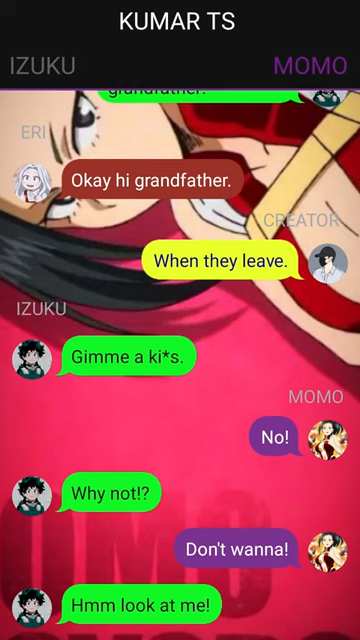 KUMAR TS
IZUKU MOMO
grandfather.
ERI
Okay hi grandfather.
CREATOR
When they leave.
IZUKU
Gimme a ki*s.
MOMO
No!
Why not!?
Don't wanna!
Hmm look at me!